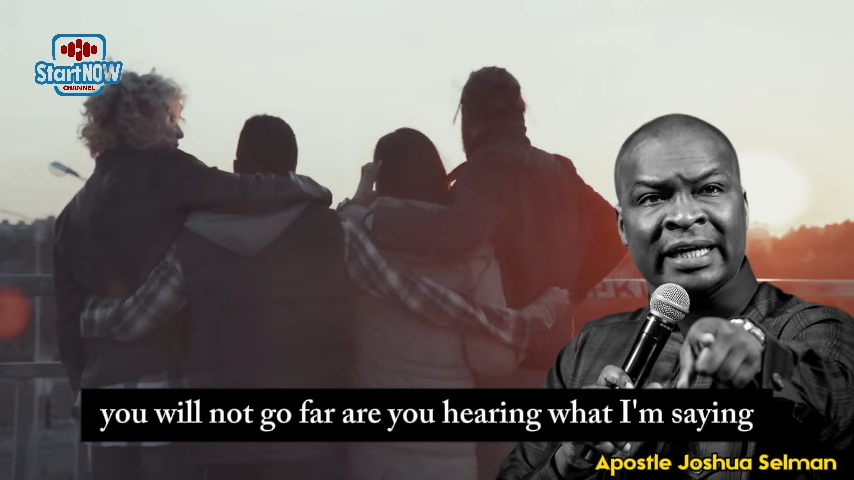 StartNOW
CHANNEL
you will not go far are you hearing what I'm saying
Apostle Joshua Selman